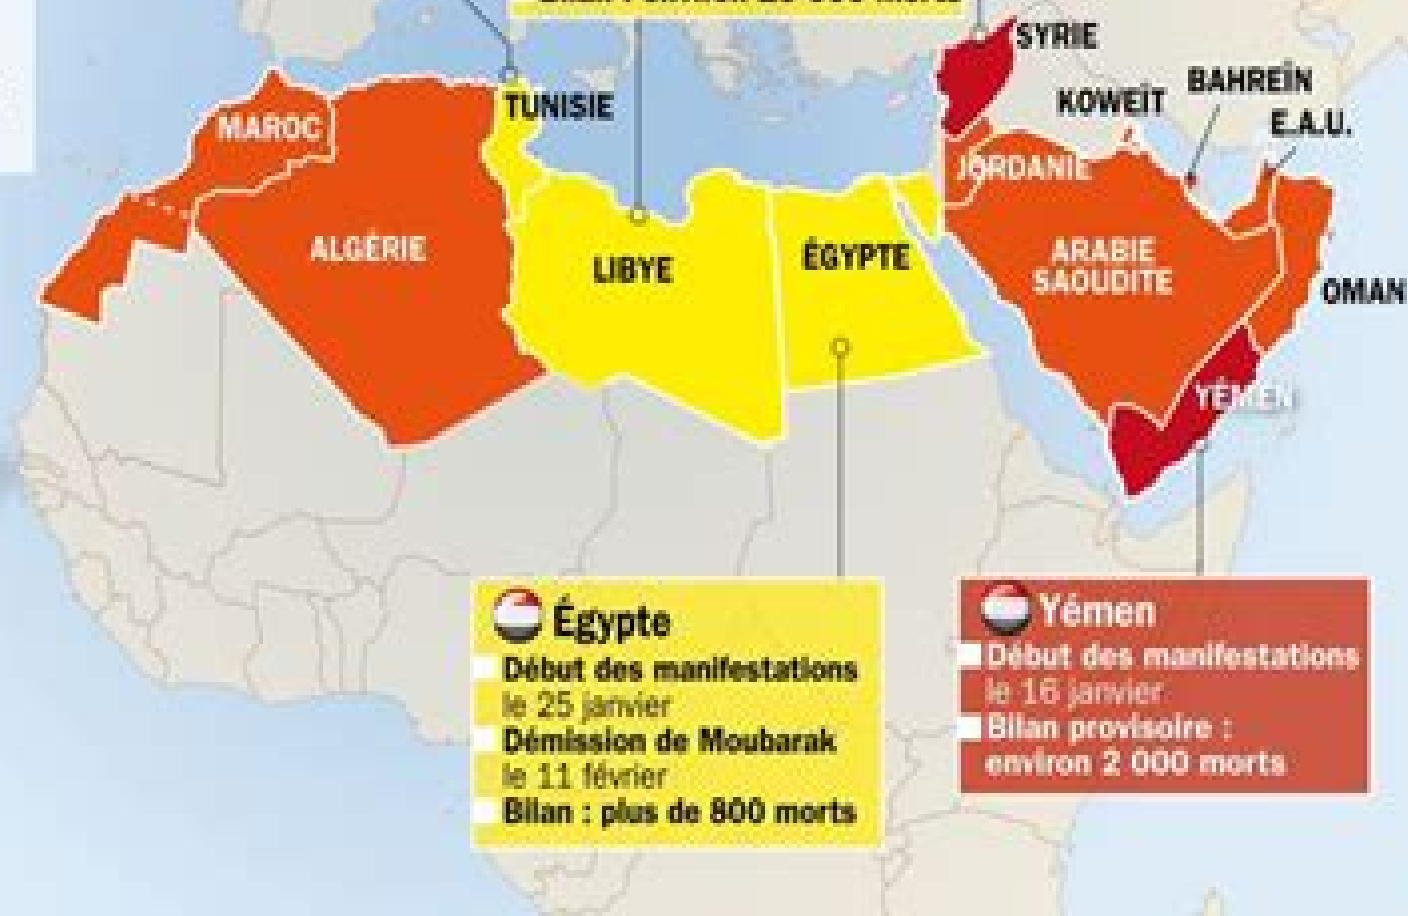 SYRIE
BAHREÏN
KOWEÏT
E.A.U.
TUNISIE
MAROC
JORDANIE
ALGÉRIE
LIBYE
ÉGYPTE
ARABIE
SAOUDITE
OMAN
YÉMEN
Égypte
Début des manifestations
le 25 janvier
Démission de Moubarak
le 11 février
Bilan : plus de 800 morts
Yémen
Début des manifestations
le 16 janvier
Bilan provisoire :
environ 2 000 morts